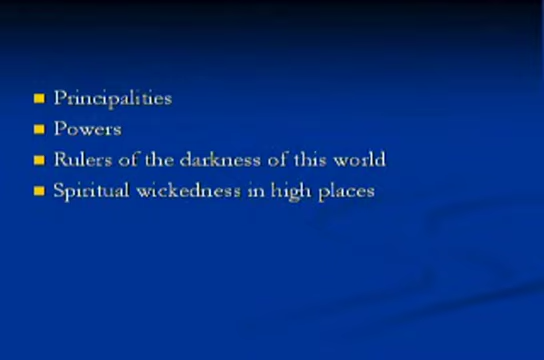 Principalities
Powers
Rulers of the darkness of this world
Spiritual wickedness in high places